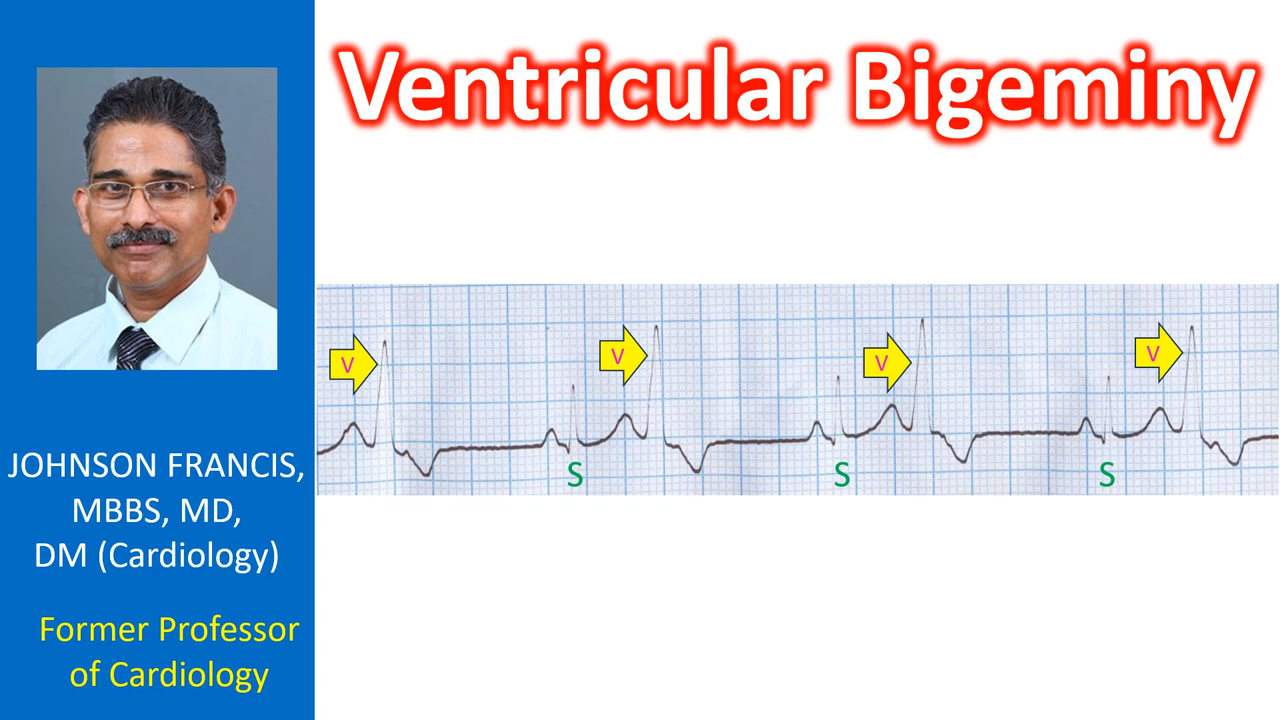 Ventricular Bigeminy
V
V
V
V
S
S
S
JOHNSON FRANCIS,
MBBS, MD,
DM (Cardiology)
Former Professor
of Cardiology